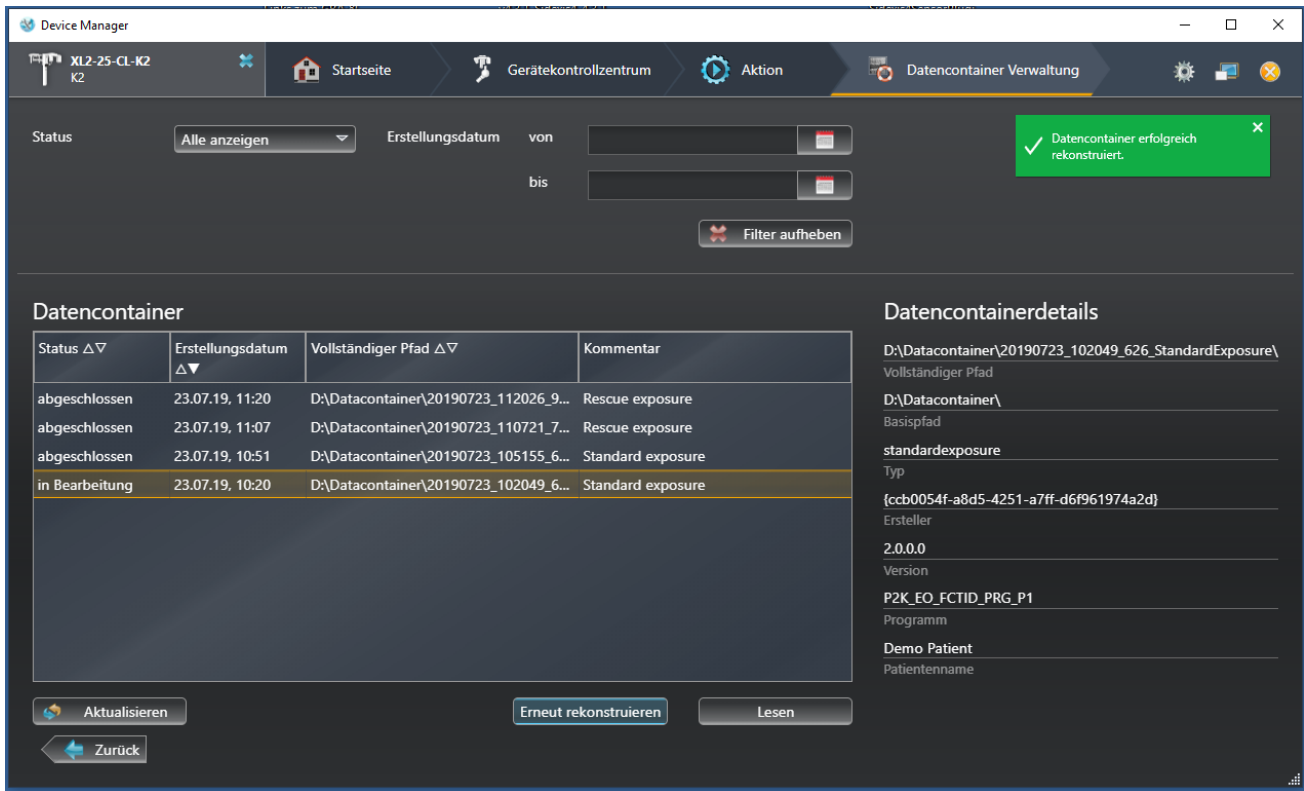 Device Manager
XL2-25-CL-K2
K2
Startseite
Gerätekontrollzentrum
Aktion
Datencontainer Verwaltung
Status
Alle anzeigen
Erstellungsdatum
von
bis
Filter aufheben
Datencontainer erfolgreich
rekonstruiert.
Datencontainer
Status △▽
Erstellungsdatum
△▼
Vollständiger Pfad △▽
Kommentar
abgeschlossen 23.07.19, 11:20 D:\Datacontainer\20190723_112026_9... Rescue exposure
abgeschlossen 23.07.19, 11:07 D:\Datacontainer\20190723_110721_7... Rescue exposure
abgeschlossen 23.07.19, 10:51 D:\Datacontainer\20190723_105155_6... Standard exposure
in Bearbeitung 23.07.19, 10:20 D:\Datacontainer\20190723_102049_6... Standard exposure
Aktualisieren
Erneut rekonstruieren
Lesen
Zurück
Datencontainerdetails
D:\Datacontainer\20190723_102049_626_StandardExposure\
Vollständiger Pfad
D:\Datacontainer\
Basispfad
standardexposure
Typ
{ccb0054f-a8d5-4251-a7ff-d6f961974a2d}
Ersteller
2.0.0.0
Version
P2K_EO_FCTID_PRG_P1
Programm
Demo Patient
Patientenname